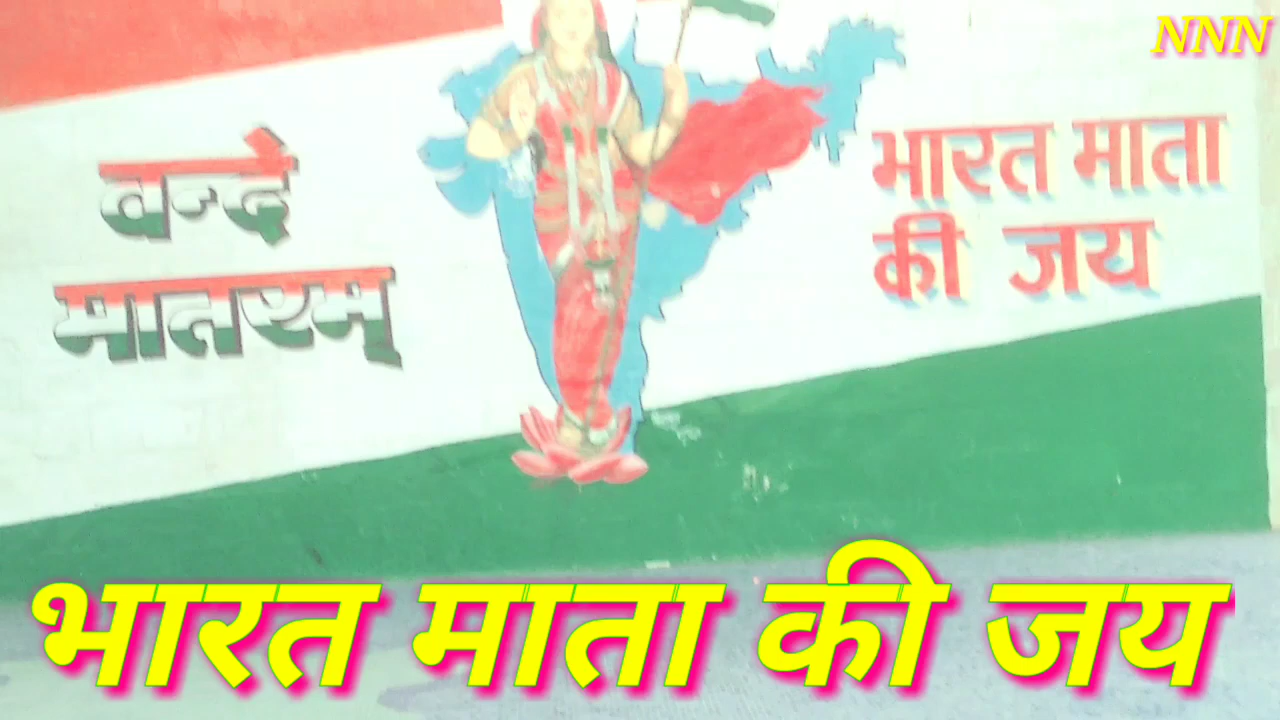 NNN
वन्दे
मातरम्
भारत माता
की जय
भारत माता की जय